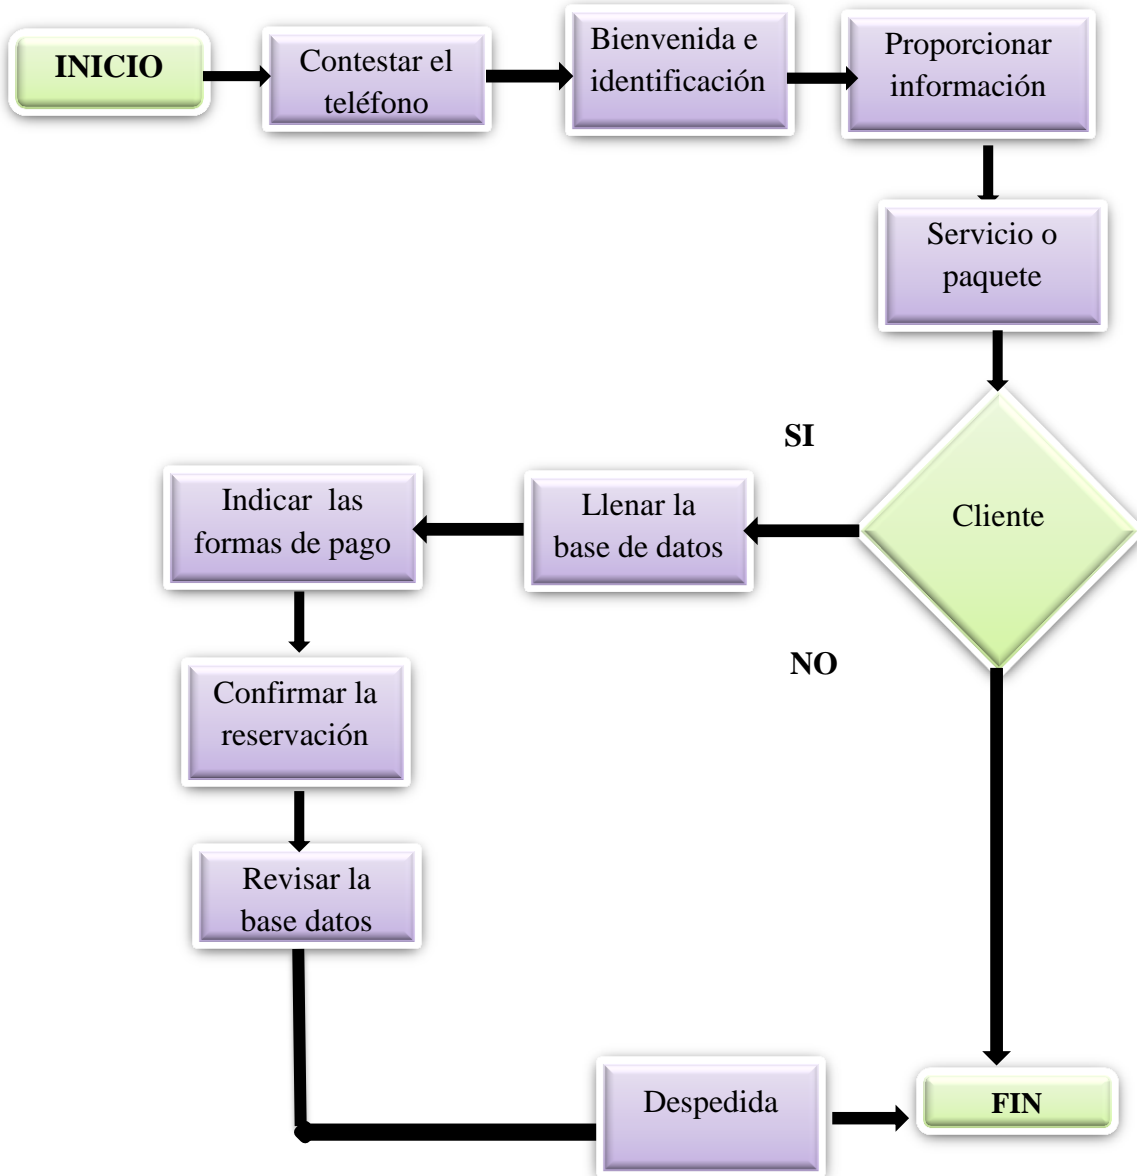 INICIO
Contestar el
teléfono
Bienvenida e
identificación
Proporcionar
información
Servicio o
paquete
Cliente
SI
Llenar la
base de datos
Indicar las
formas de pago
NO
Confirmar la
reservación
Revisar la
base datos
Despedida
FIN